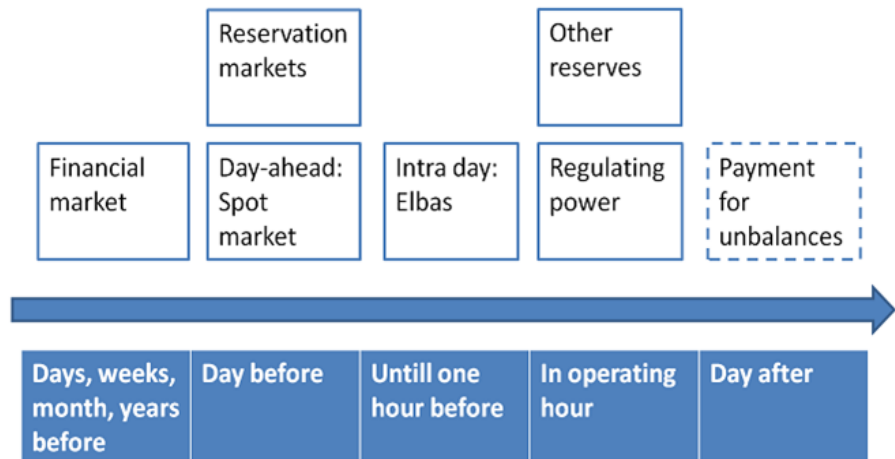 Reservation
markets
Other
reserves
Financial
market
Day-ahead:
Spot
market
Intra day:
Elbas
Regulating
power
Payment
for
unbalances
Days, weeks,
month, years
before
Day before
Untill one
hour before
In operating
hour
Day after